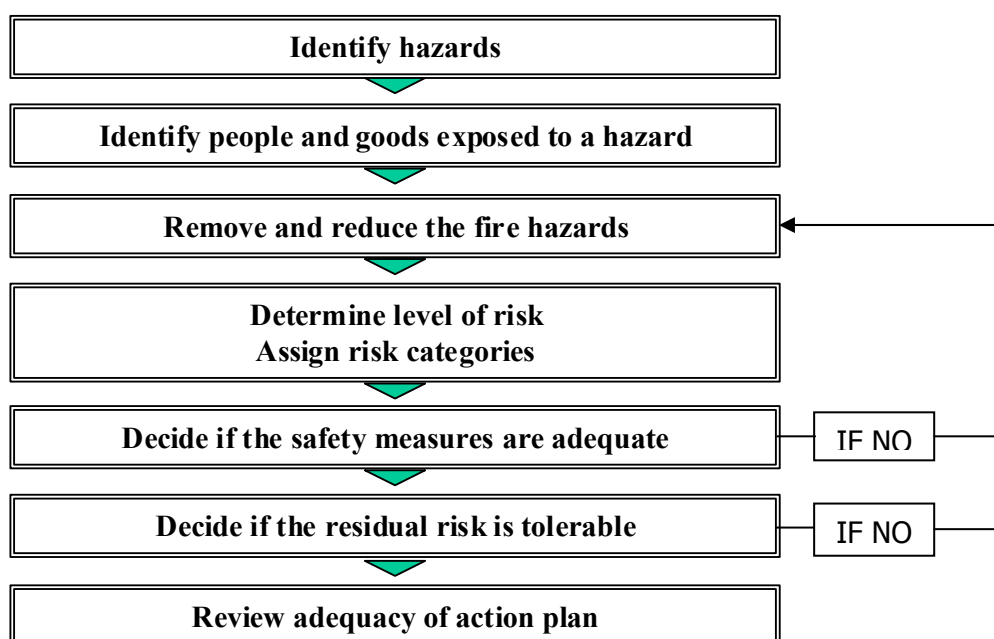 Identify hazards
Identify people and goods exposed to a hazard
Remove and reduce the fire hazards
Determine level of risk
Assign risk categories
Decide if the safety measures are adequate
IF NO
Decide if the residual risk is tolerable
IF NO
Review adequacy of action plan